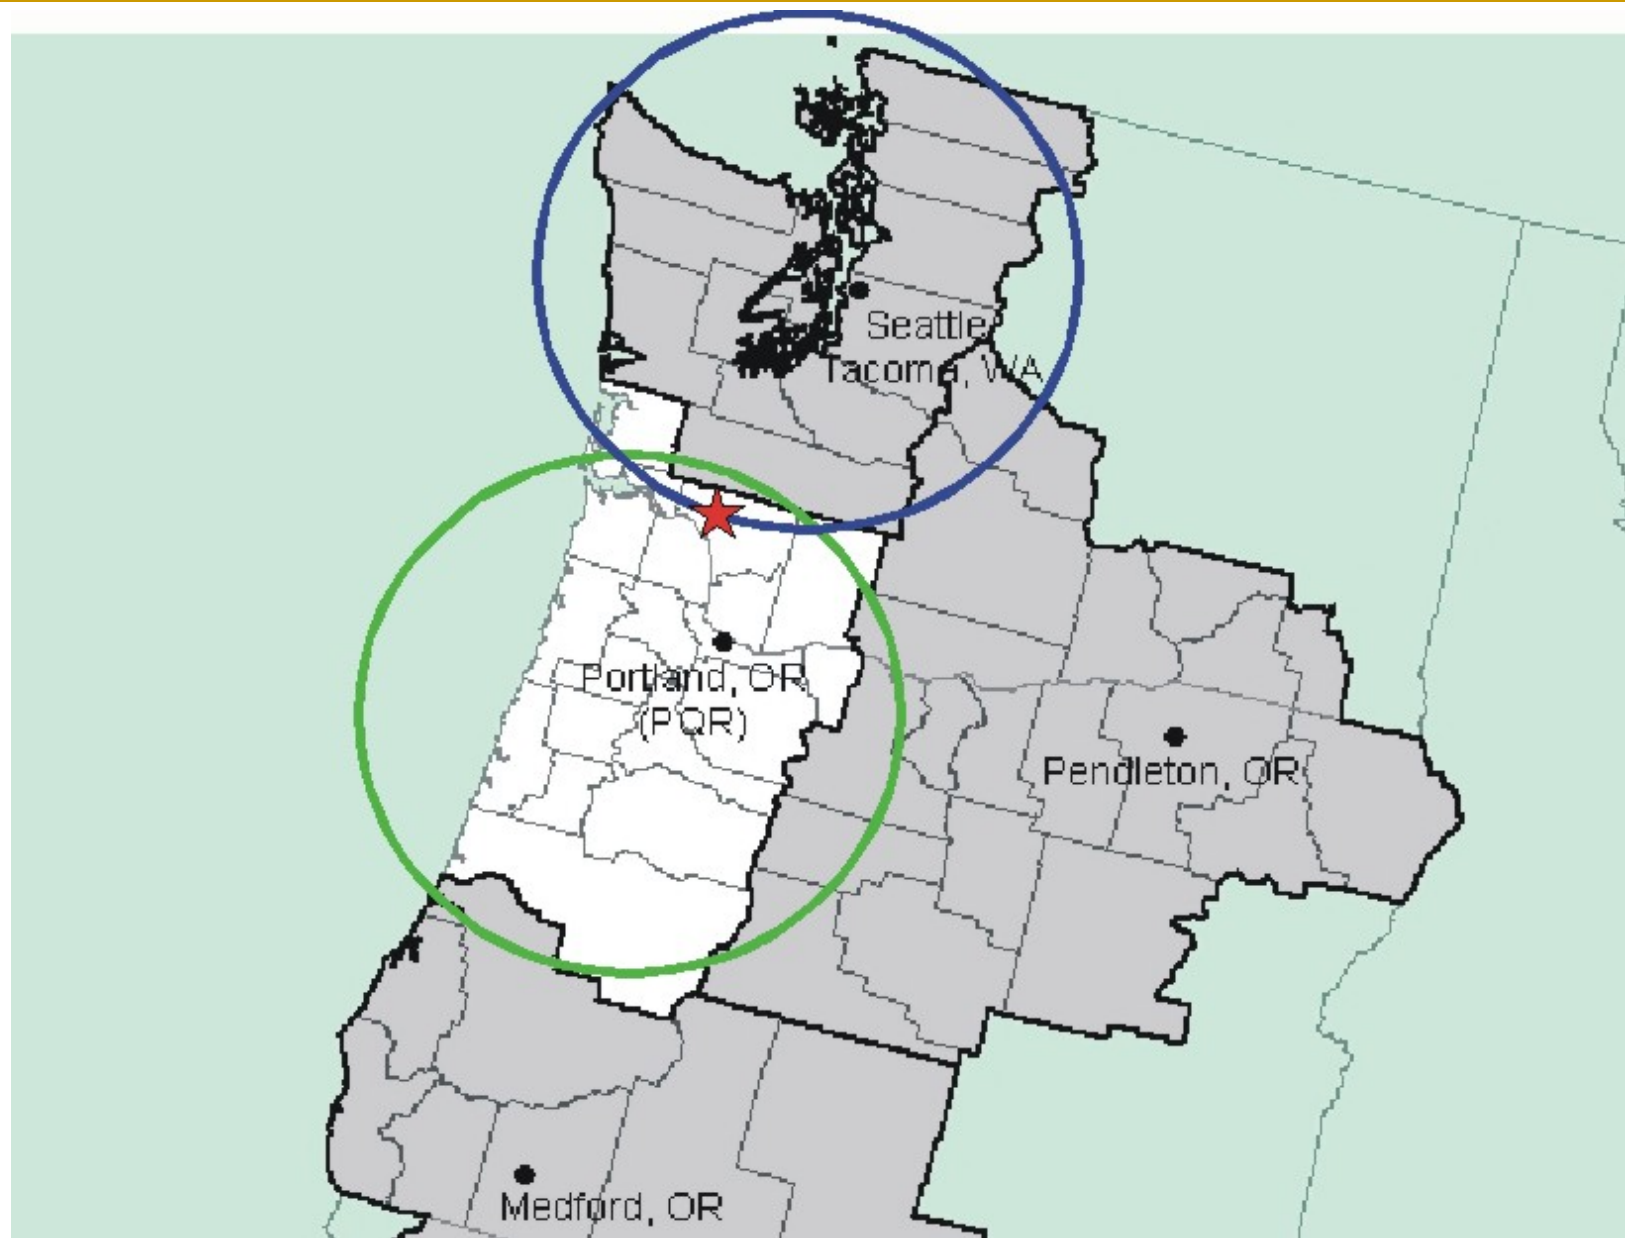 Seattle
Tacoma, WA
Portland, OR
(PQR)
Pendleton, OR
Medford, OR